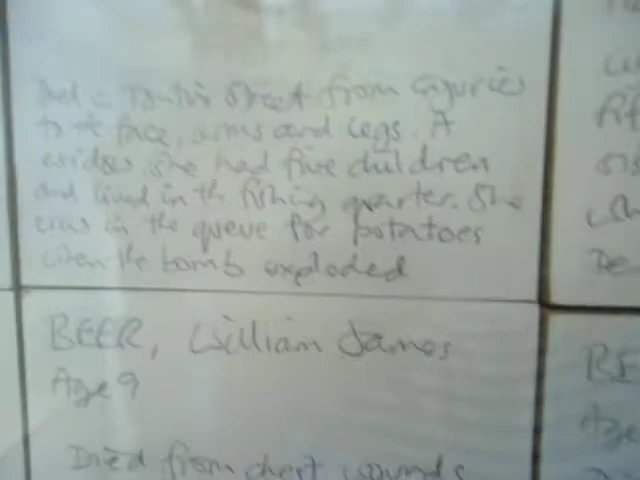 Street from injuries
to the face, arms and legs. A
widow, she had five children
and lived in the fishing quarter. She
was in the queue for potatoes
when the bomb exploded
BEER, William James
Age 9
Died from chest wounds
BE
Age